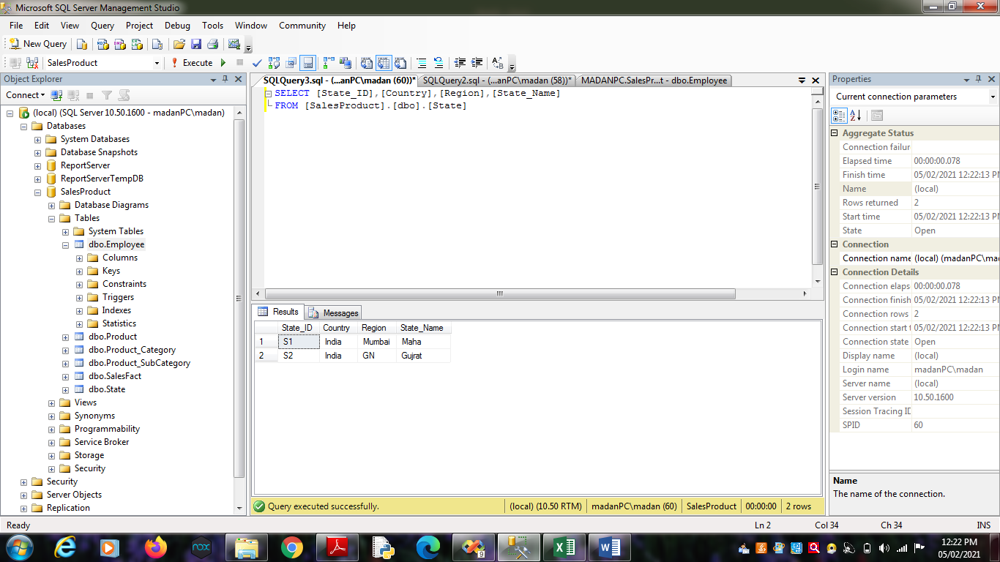 Microsoft SQL Server Management Studio
File Edit View Query Project Debug Tools Window Community Help
New Query
SalesProduct Execute
Object Explorer
Connect
(local) (SQL Server 10.50.1600 - madanPC\madan)
Databases
System Databases
Database Snapshots
ReportServer
ReportServerTempDB
SalesProduct
Database Diagrams
Tables
System Tables
dbo.Employee
Columns
Keys
Constraints
Triggers
Indexes
Statistics
dbo.Product
dbo.Product_Category
dbo.Product_SubCategory
dbo.SalesFact
dbo.State
Views
Synonyms
Programmability
Service Broker
Storage
Security
Security
Server Objects
Replication
SQLQuery3.sql - (...anPC\madan (60))* SQLQuery2.sql - (...anPC\madan (58))* MADANPC.SalesPr...t - dbo.Employee
SELECT [State_ID],[Country],[Region],[State_Name]
FROM [SalesProduct].[dbo].[State]
Results Messages
State_ID Country Region State_Name
1 S1 India Mumbai Maha
2 S2 India GN Gujrat
Query executed successfully. (local) (10.50 RTM) madanPC\madan (60) SalesProduct 00:00:00 2 rows
Properties
Current connection parameters
Aggregate Status
Connection failur
Elapsed time 00:00:00.078
Finish time 05/02/2021 12:22:13 PM
Name (local)
Rows returned 2
Start time 05/02/2021 12:22:13 PM
State Open
Connection
Connection name (local) (madanPC\ma
Connection Details
Connection elaps 00:00:00.078
Connection finish 05/02/2021 12:22:13 PM
Connection rows 2
Connection start t 05/02/2021 12:22:13 PM
Connection state Open
Display name (local)
Login name madanPC\madan
Server name (local)
Server version 10.50.1600
Session Tracing ID
SPID 60
Name
The name of the connection.
Ready Ln 2 Col 34 Ch 34 INS
nox
9
12:22 PM
05/02/2021